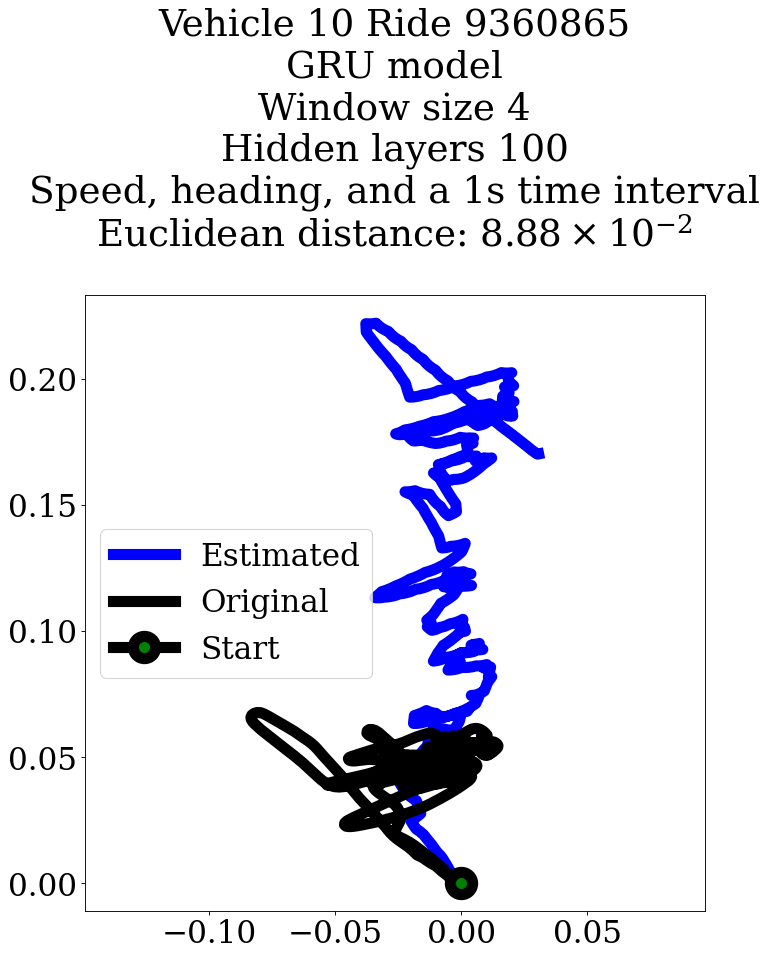 Vehicle 10 Ride 9360865
GRU model
Window size 4
Hidden layers 100
Speed, heading, and a 1s time interval
Euclidean distance: 8.88 × 10⁻²
0.20
0.15
Estimated
Original
Start
0.10
0.05
0.00
−0.10 −0.05 0.00 0.05